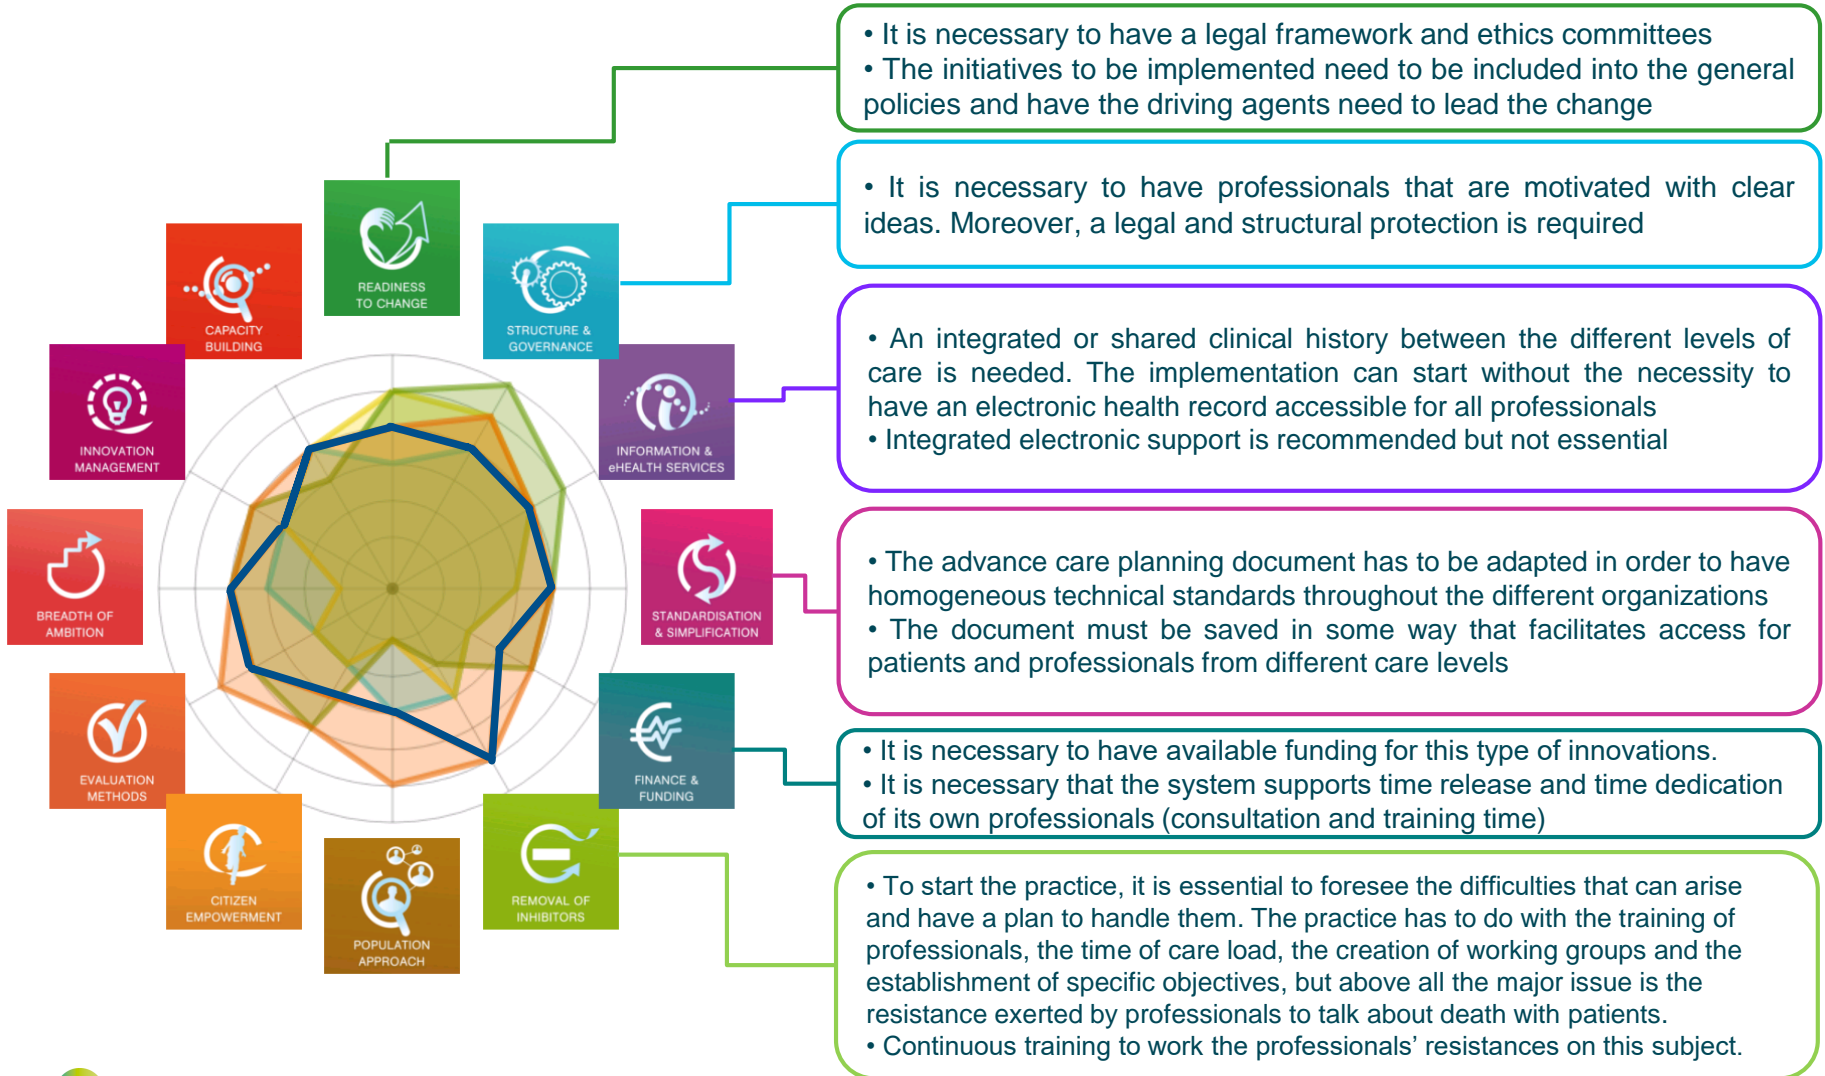 • It is necessary to have a legal framework and ethics committees
• The initiatives to be implemented need to be included into the general
policies and have the driving agents need to lead the change
• It is necessary to have professionals that are motivated with clear
ideas. Moreover, a legal and structural protection is required
• An integrated or shared clinical history between the different levels of
care is needed. The implementation can start without the necessity to
have an electronic health record accessible for all professionals
• Integrated electronic support is recommended but not essential
• The advance care planning document has to be adapted in order to have
homogeneous technical standards throughout the different organizations
• The document must be saved in some way that facilitates access for
patients and professionals from different care levels
• It is necessary to have available funding for this type of innovations.
• It is necessary that the system supports time release and time dedication
of its own professionals (consultation and training time)
• To start the practice, it is essential to foresee the difficulties that can arise
and have a plan to handle them. The practice has to do with the training of
professionals, the time of care load, the creation of working groups and the
establishment of specific objectives, but above all the major issue is the
resistance exerted by professionals to talk about death with patients.
• Continuous training to work the professionals’ resistances on this subject.
READINESS
TO CHANGE
STRUCTURE &
GOVERNANCE
INFORMATION &
eHEALTH SERVICES
STANDARDISATION
& SIMPLIFICATION
FINANCE &
FUNDING
REMOVAL OF
INHIBITORS
POPULATION
APPROACH
CITIZEN
EMPOWERMENT
EVALUATION
METHODS
BREADTH OF
AMBITION
INNOVATION
MANAGEMENT
CAPACITY
BUILDING